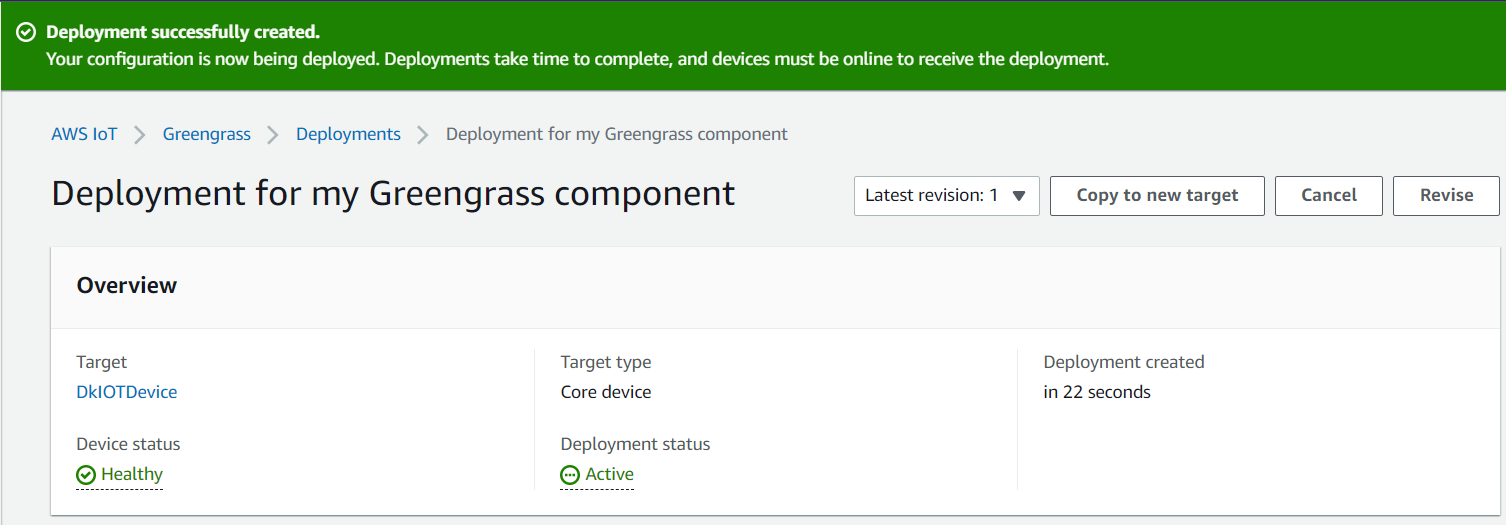 Deployment successfully created.
Your configuration is now being deployed. Deployments take time to complete, and devices must be online to receive the deployment.
AWS IoT > Greengrass > Deployments > Deployment for my Greengrass component
Deployment for my Greengrass component
Latest revision: 1
Copy to new target
Cancel
Revise
Overview
Target
DkIOTDevice
Target type
Core device
Deployment created
in 22 seconds
Device status
Healthy
Deployment status
Active